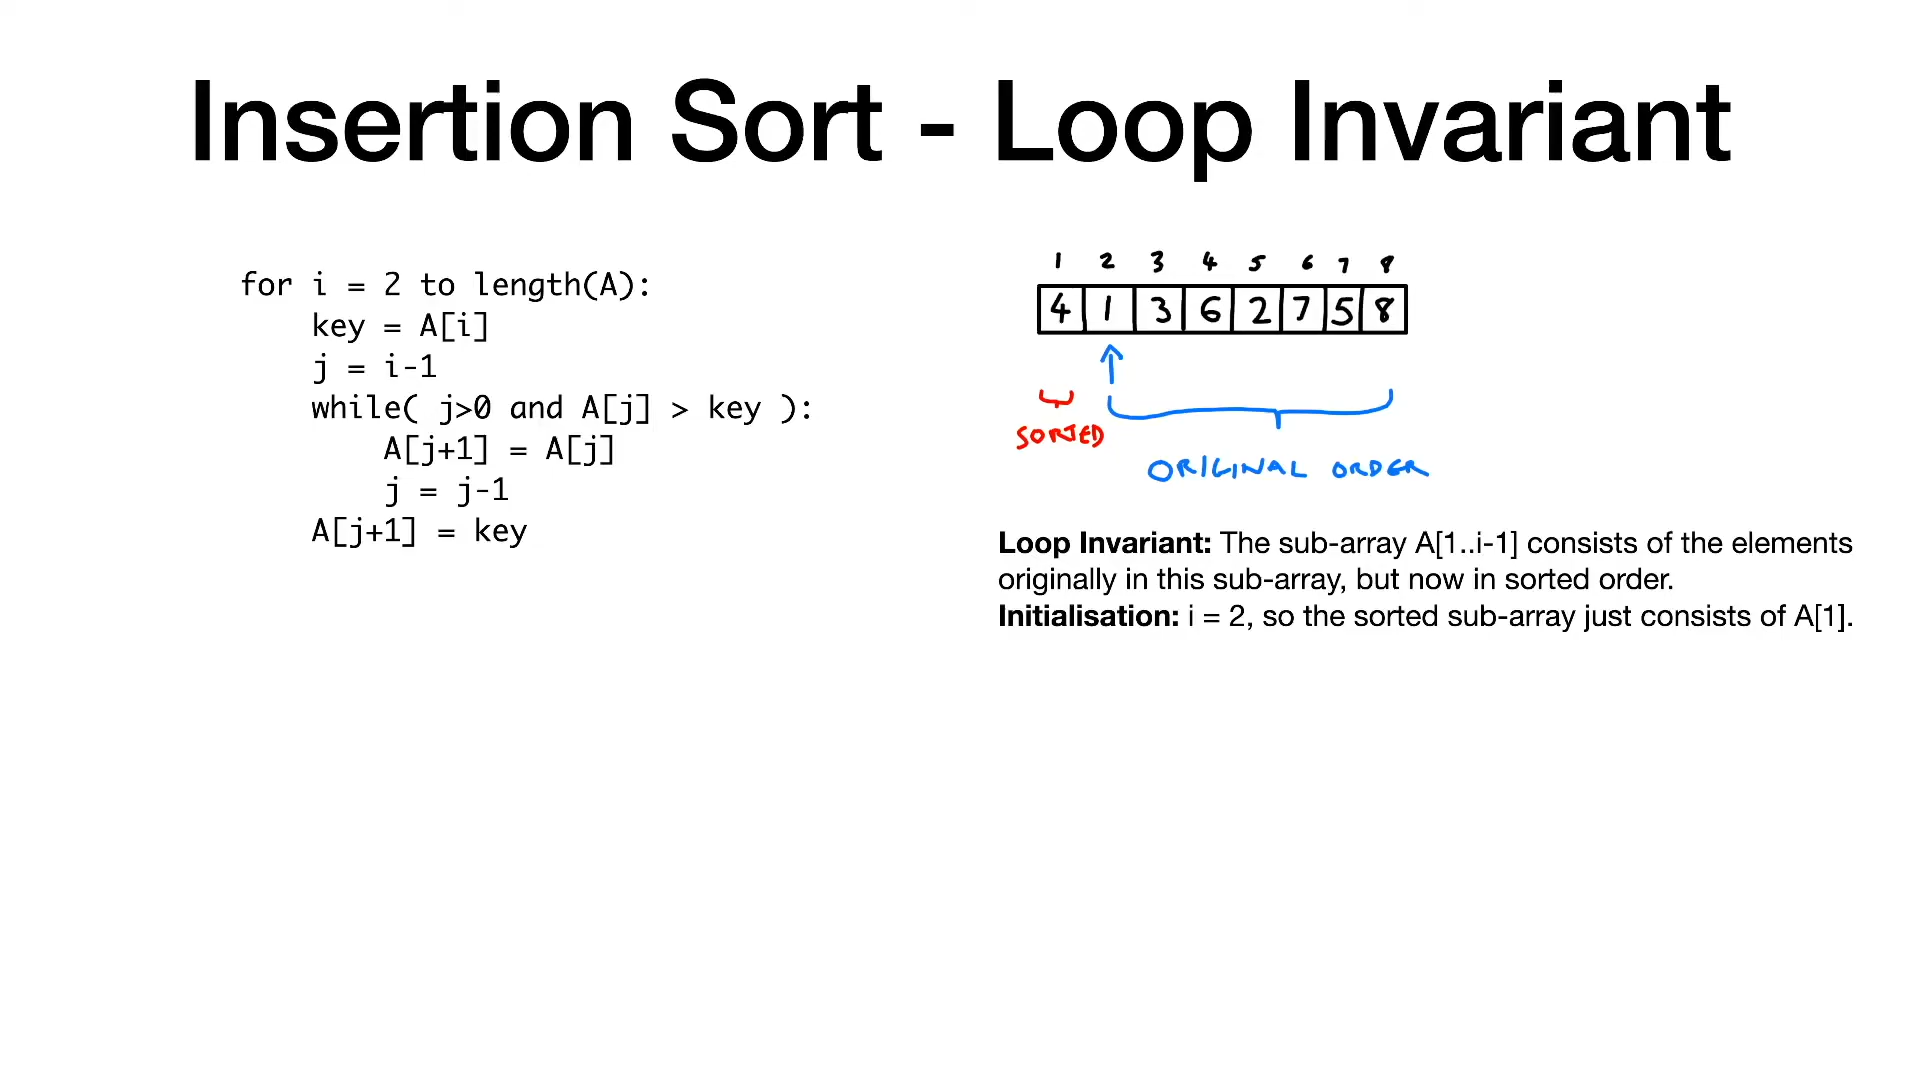 Insertion Sort - Loop Invariant
for i = 2 to length(A):
    key = A[i]
    j = i-1
    while( j>0 and A[j] > key ):
        A[j+1] = A[j]
        j = j-1
    A[j+1] = key
1 2 3 4 5 6 7 8
4 1 3 6 2 7 5 8
SORTED
ORIGINAL ORDER
Loop Invariant: The sub-array A[1..i-1] consists of the elements
originally in this sub-array, but now in sorted order.
Initialisation: i = 2, so the sorted sub-array just consists of A[1].